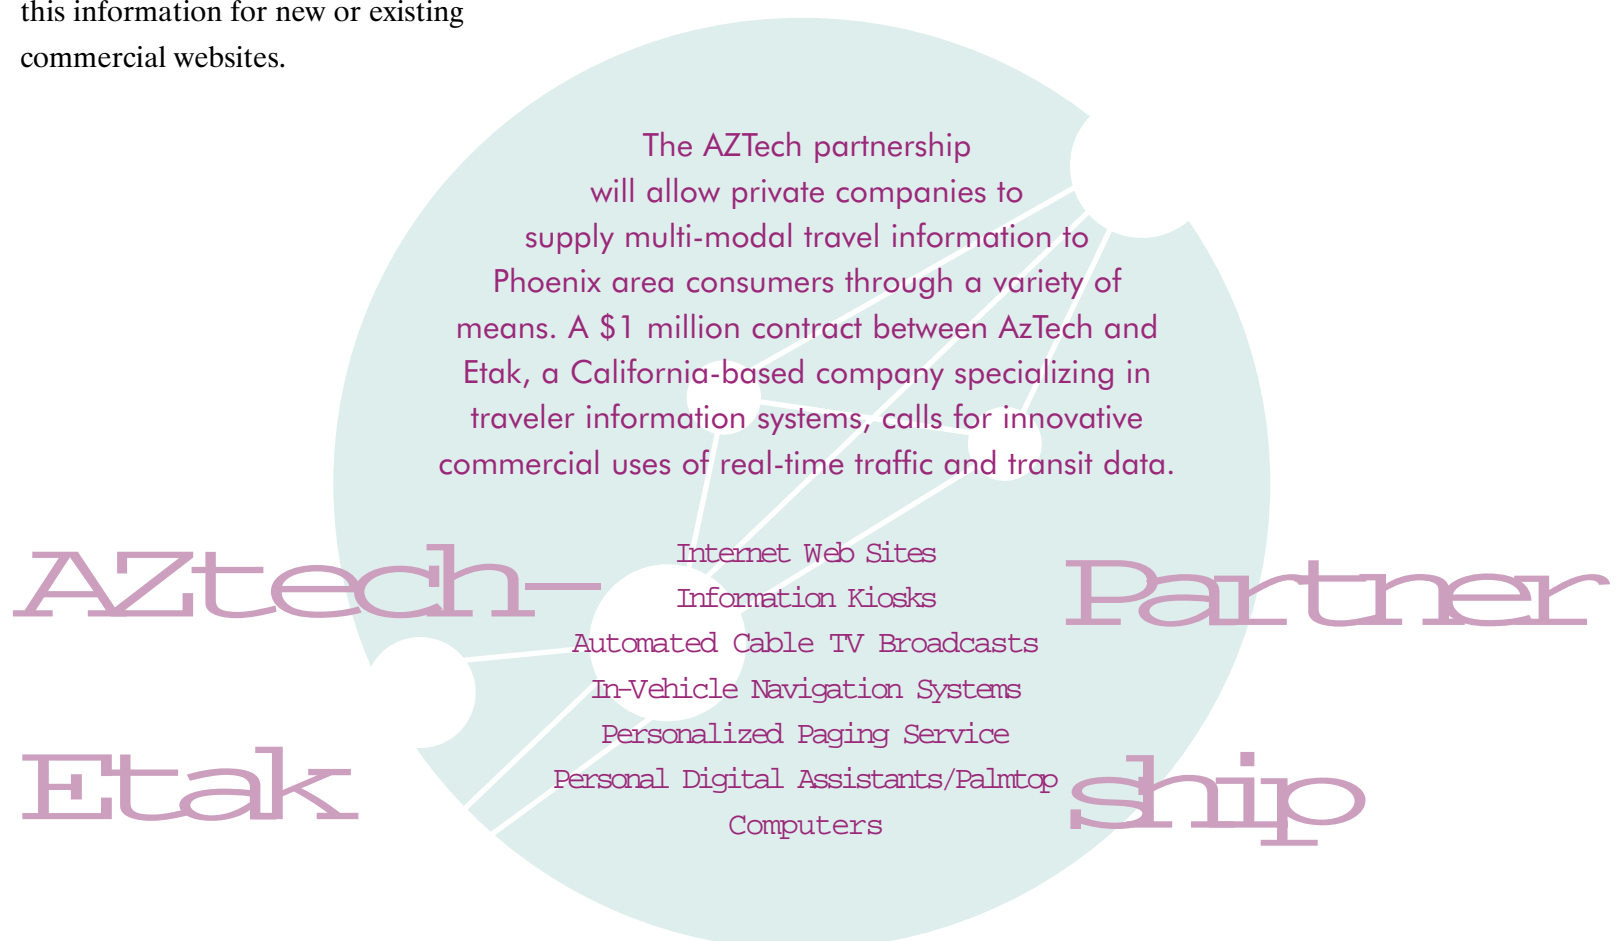 this information for new or existing
commercial websites.
The AZTech partnership
will allow private companies to
supply multi-modal travel information to
Phoenix area consumers through a variety of
means. A $1 million contract between AzTech and
Etak, a California-based company specializing in
traveler information systems, calls for innovative
commercial uses of real-time traffic and transit data.
AZtech-
Etak
Internet Web Sites
Information Kiosks
Automated Cable TV Broadcasts
In-Vehicle Navigation Systems
Personalized Paging Service
Personal Digital Assistants/Palmtop
Computers
Partner
ship